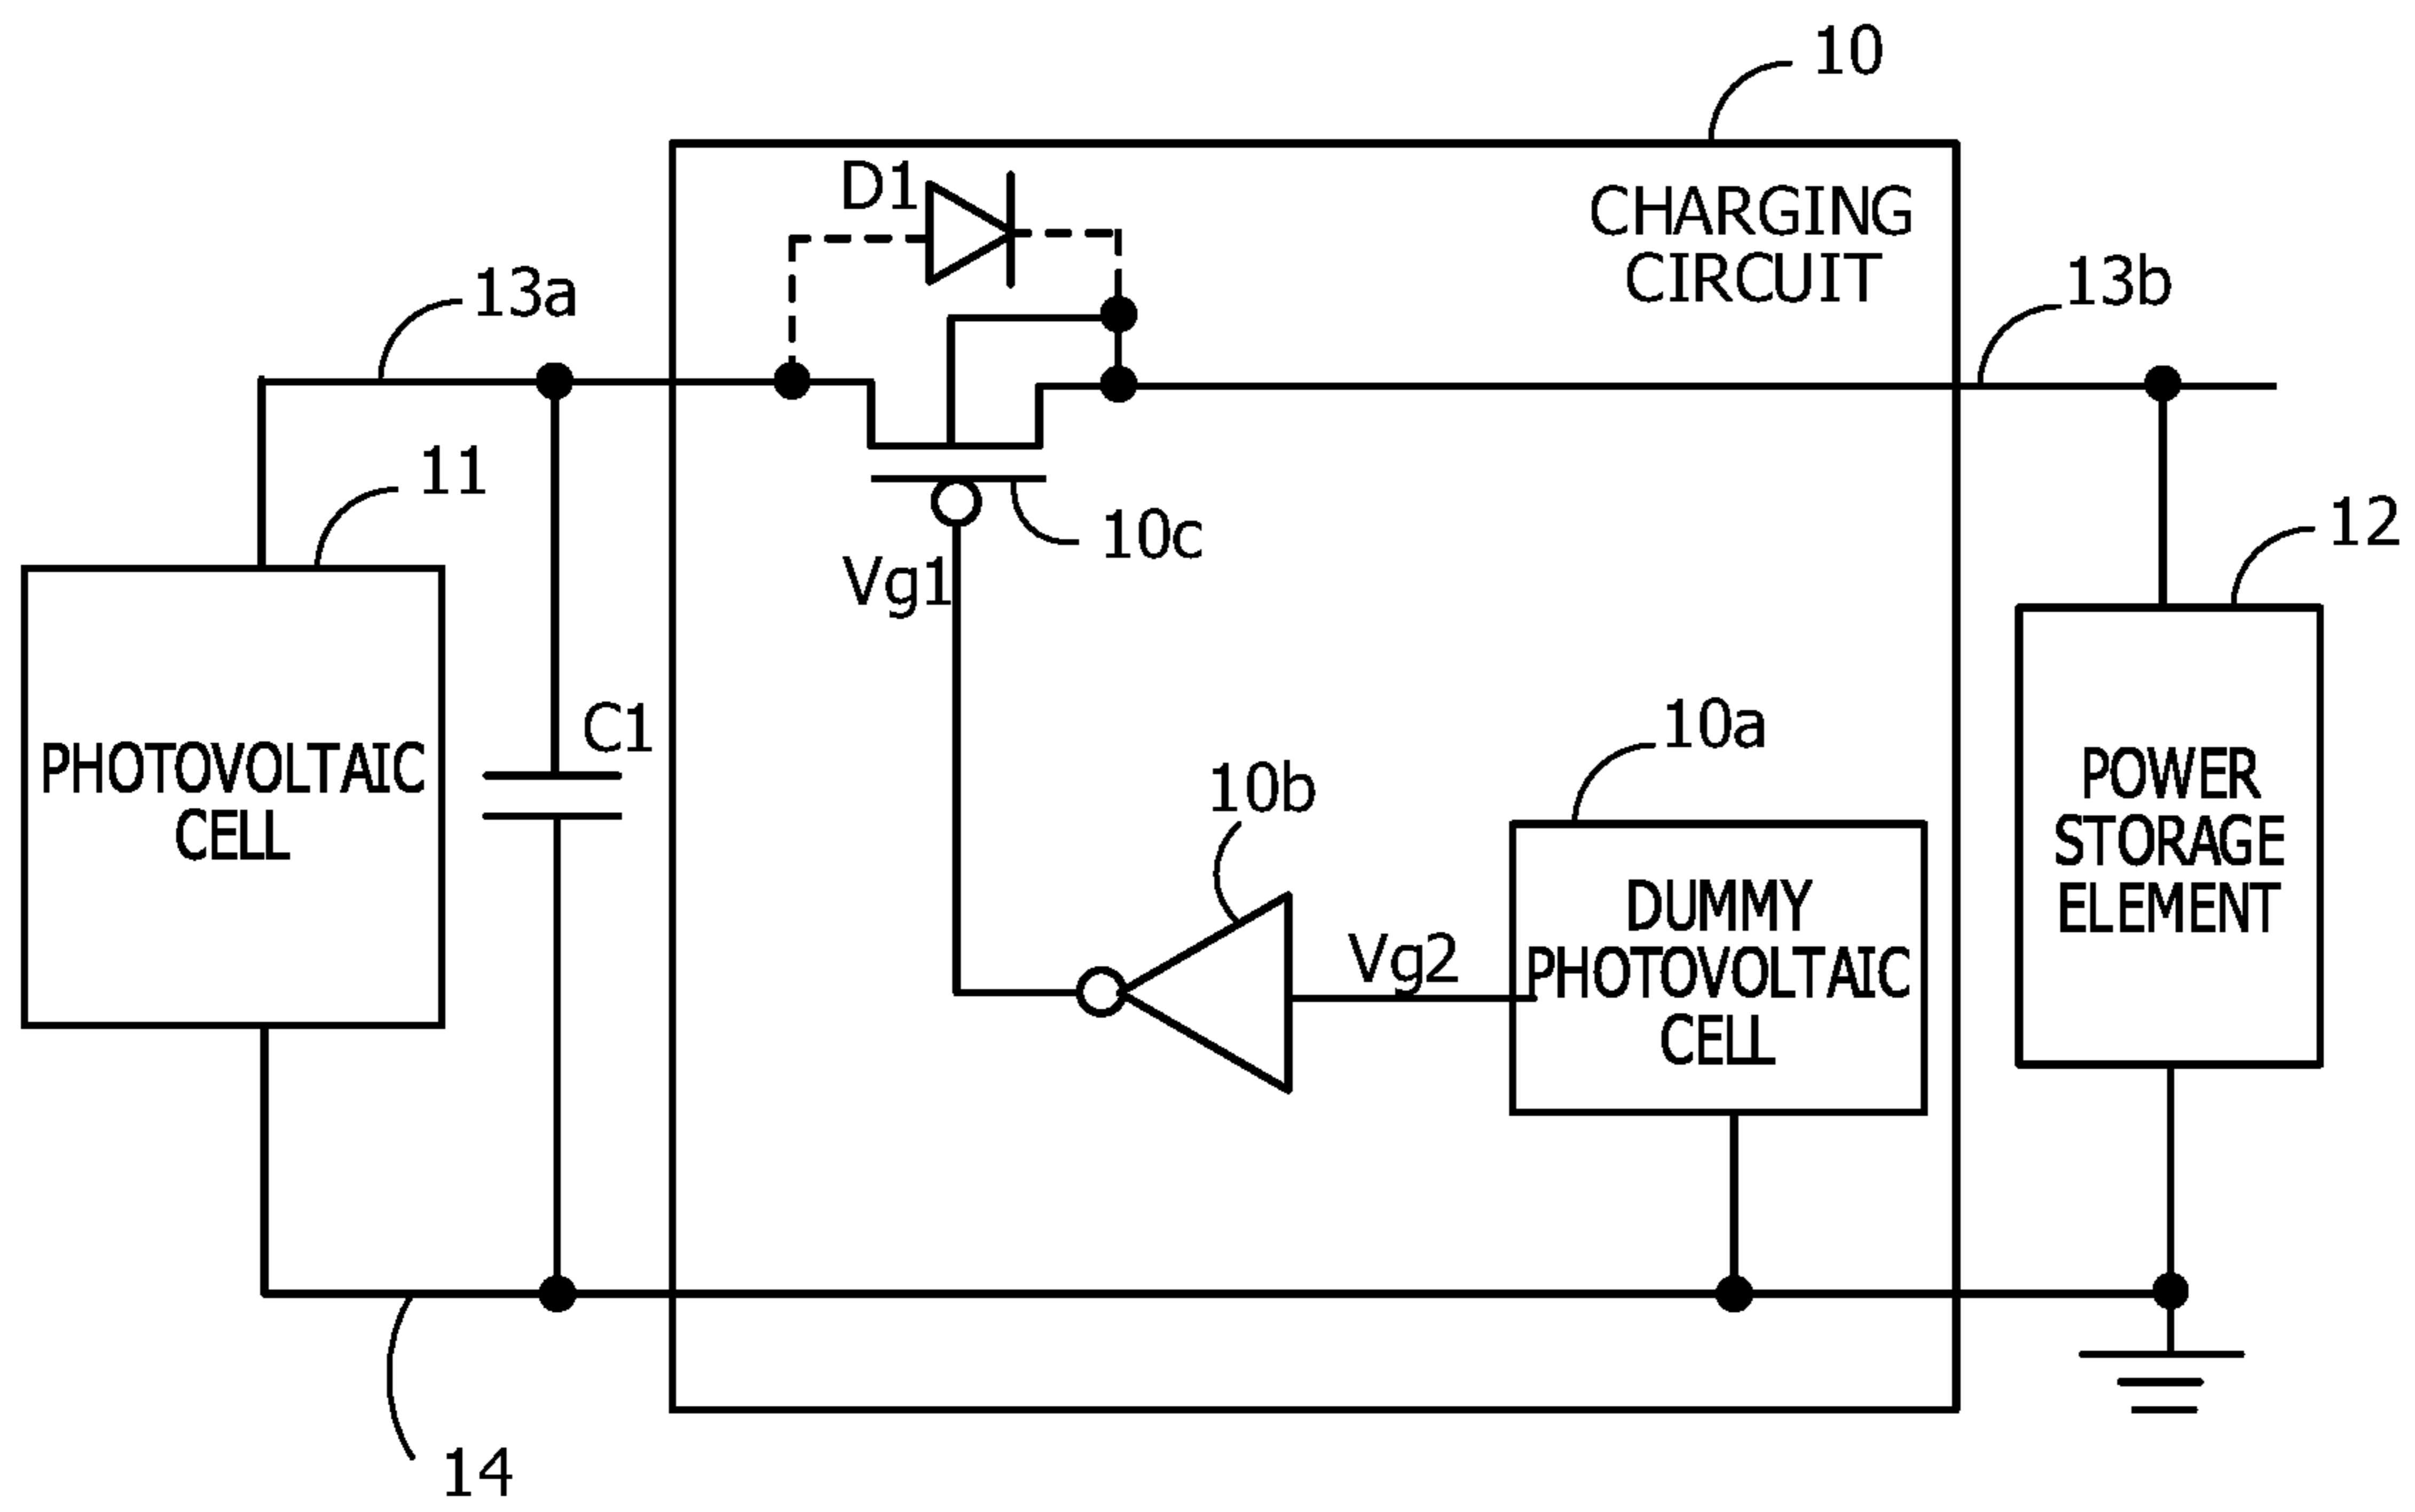 10
D1
CHARGING
CIRCUIT
13a
13b
11
10c
12
Vg1
C1
10a
PHOTOVOLTAIC
CELL
10b
POWER
STORAGE
ELEMENT
DUMMY
PHOTOVOLTAIC
CELL
Vg2
14